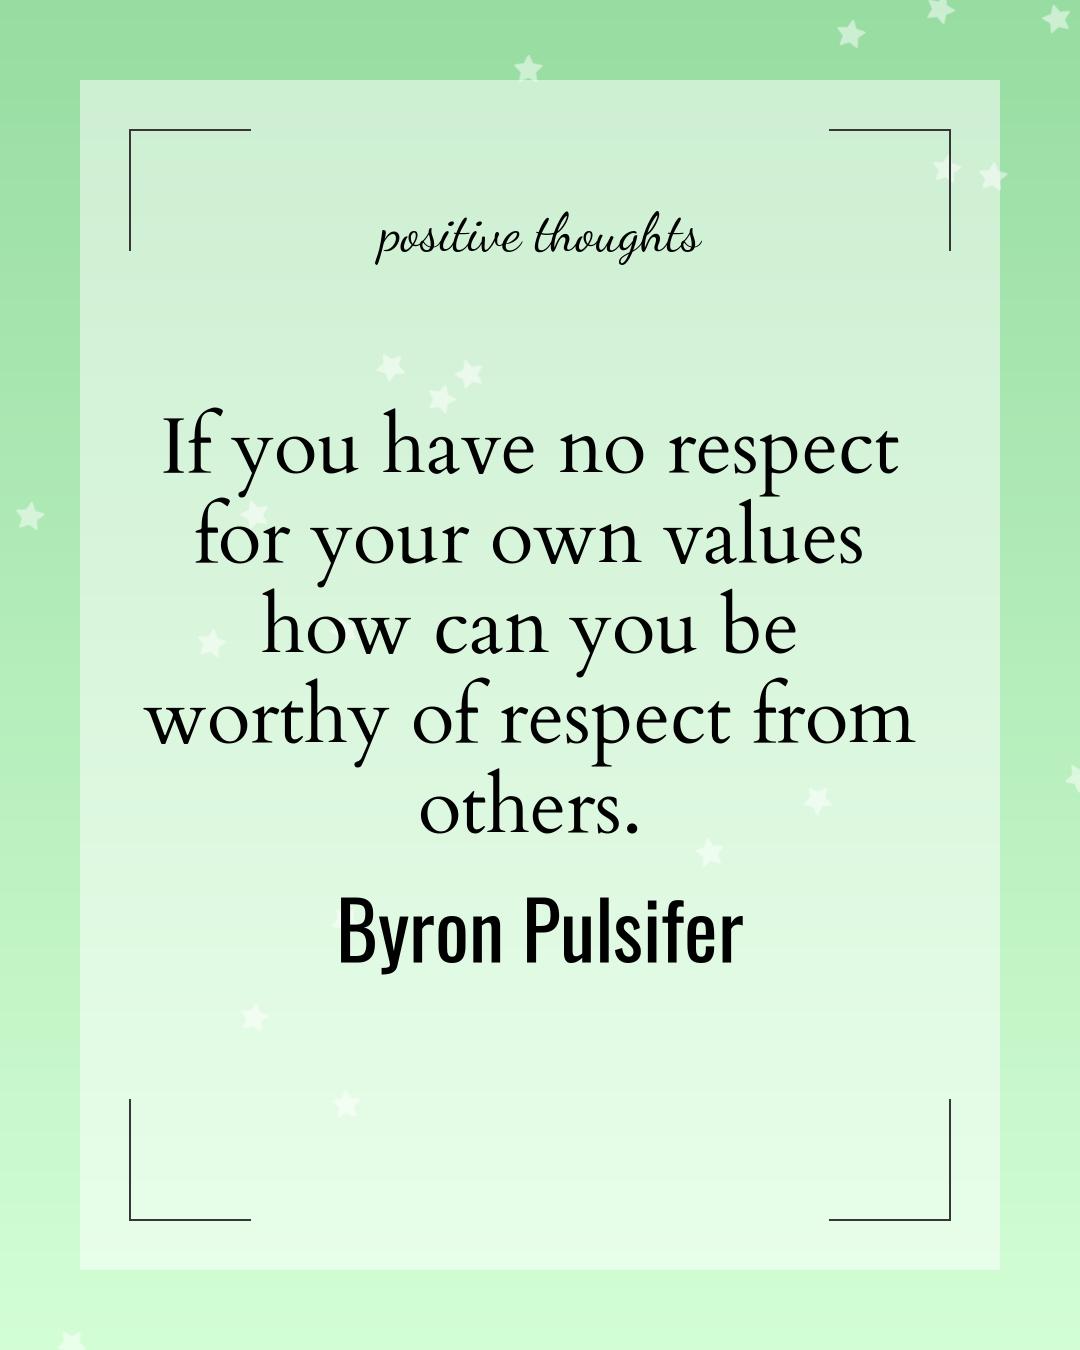 positive thoughts
If you have no respect
for your own values
how can you be
worthy of respect from
others.
Byron Pulsifer